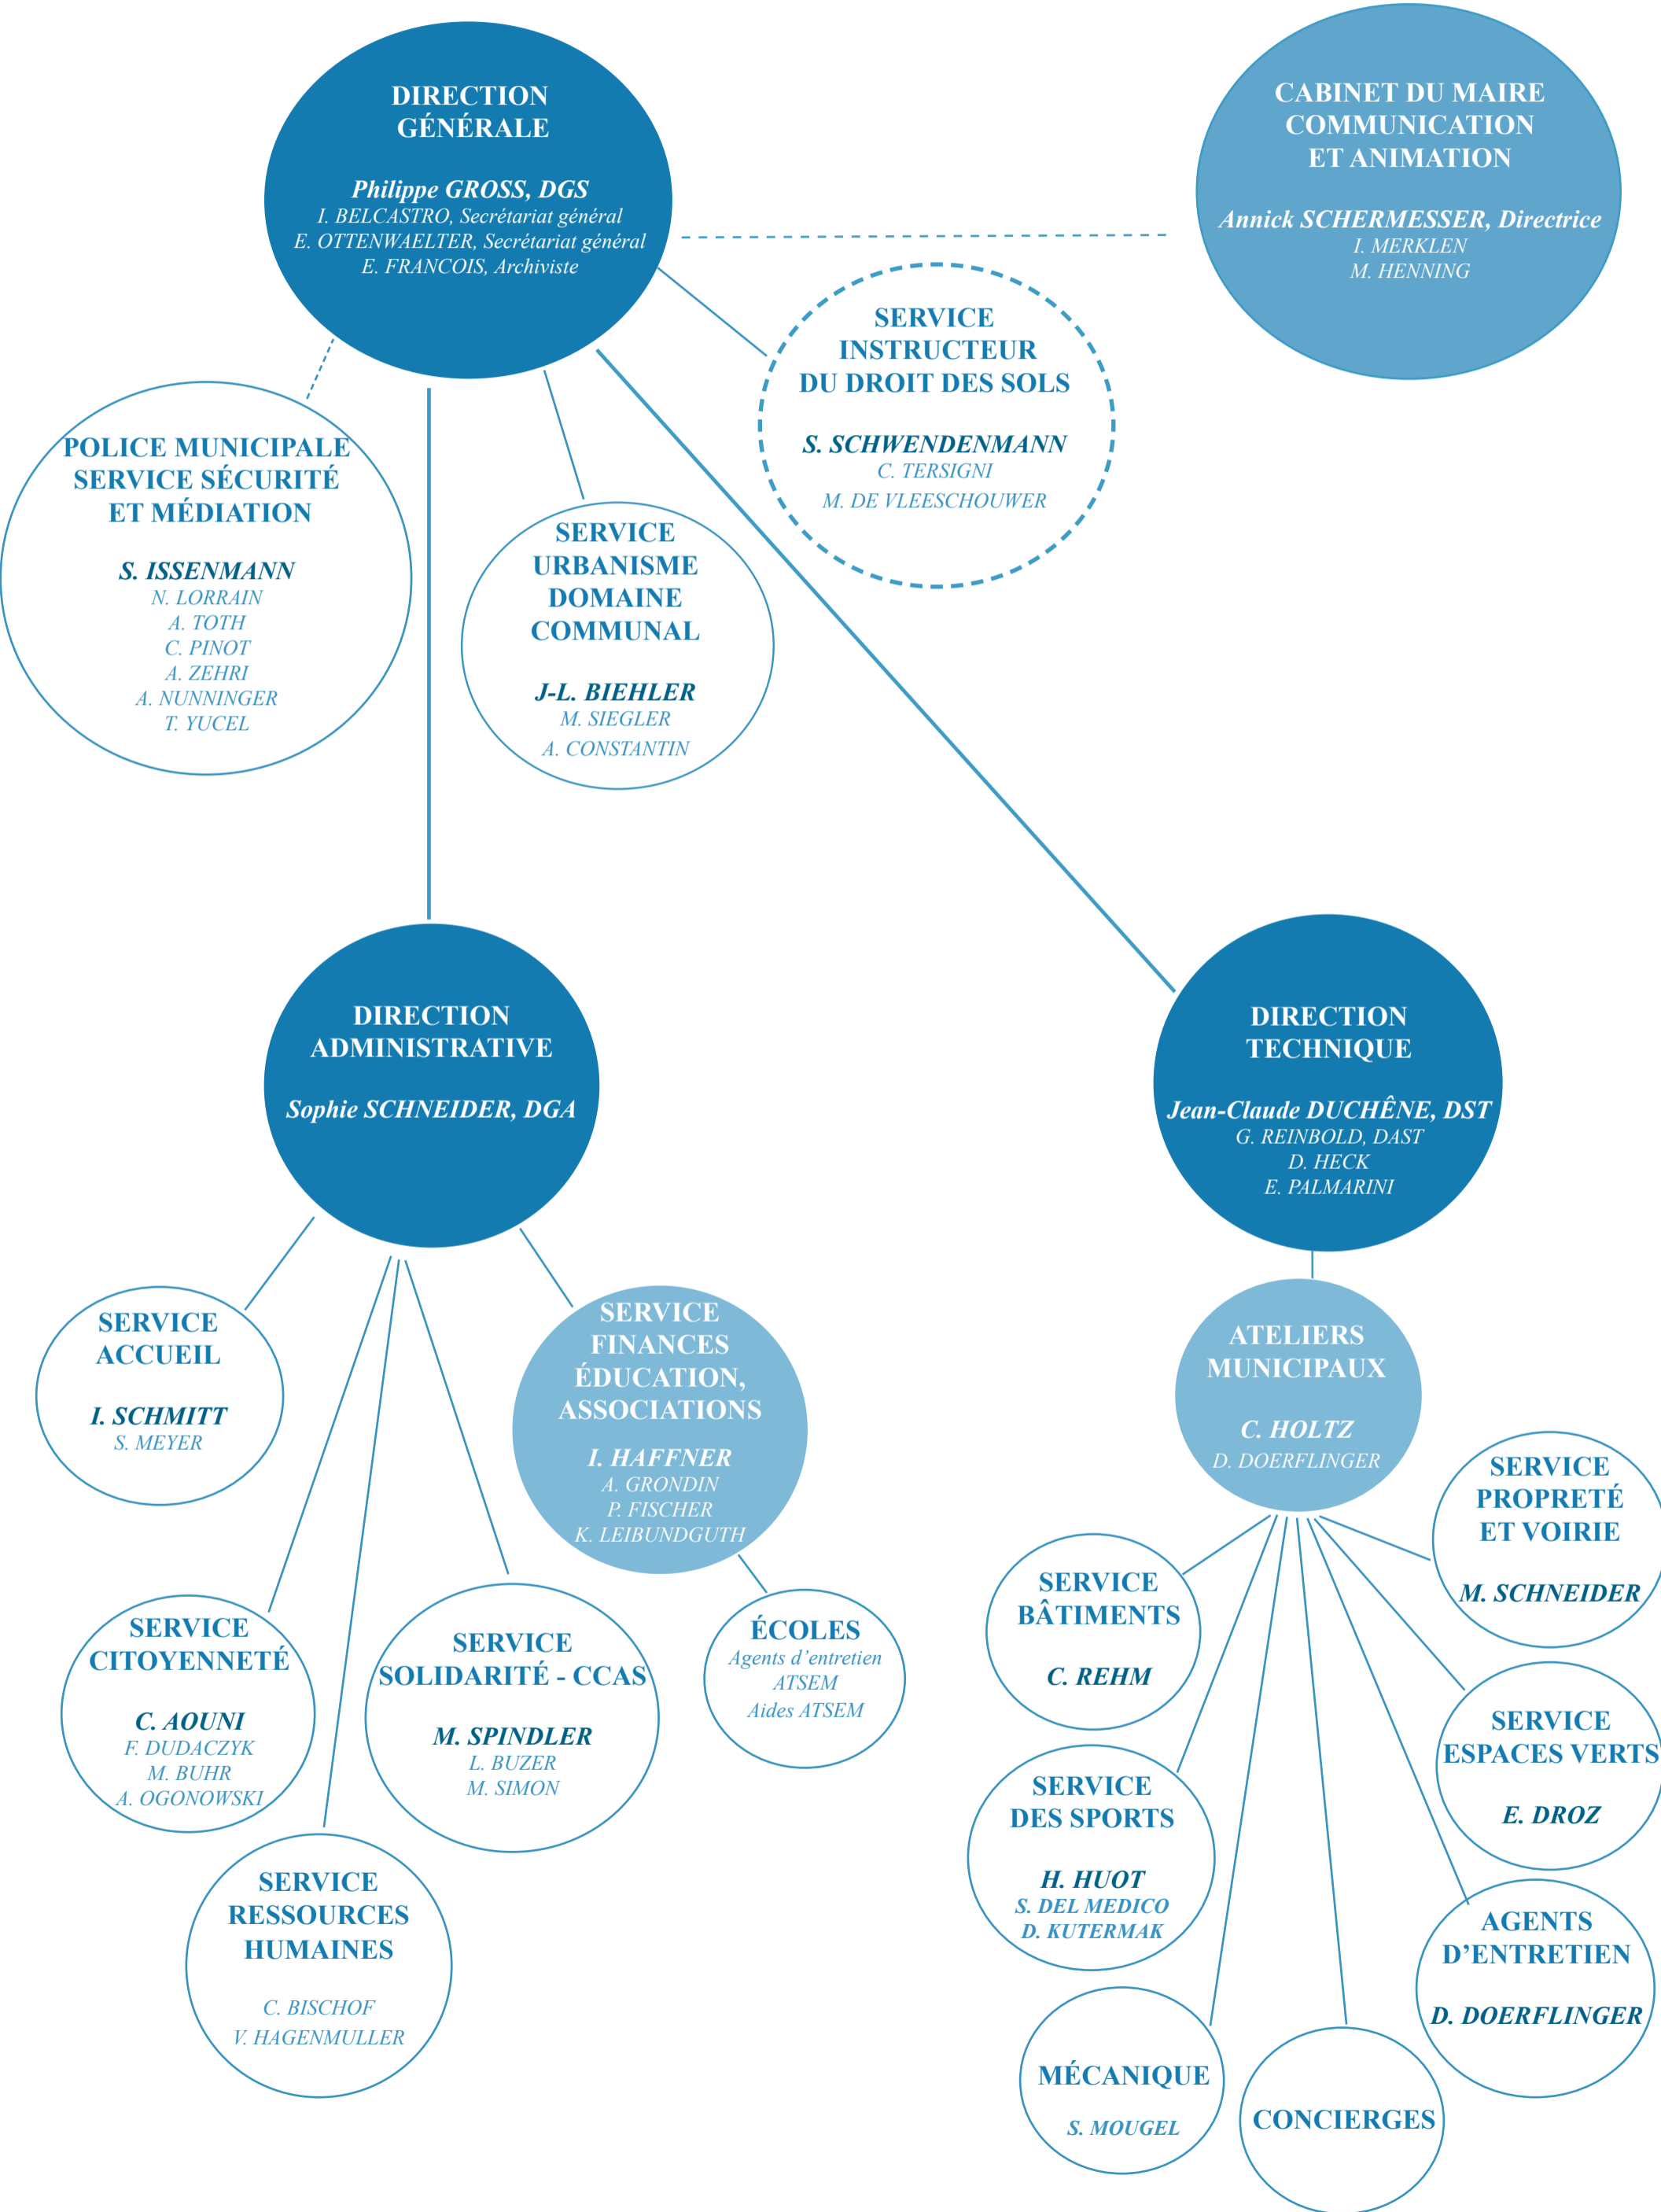 DIRECTION
GÉNÉRALE
Philippe GROSS, DGS
I. BELCASTRO, Secrétariat général
E. OTTENWAELTER, Secrétariat général
E. FRANCOIS, Archiviste
CABINET DU MAIRE
COMMUNICATION
ET ANIMATION
Annick SCHERMESSER, Directrice
I. MERKLEN
M. HENNING
SERVICE
INSTRUCTEUR
DU DROIT DES SOLS
S. SCHWENDENMANN
C. TERSIGNI
M. DE VLEESCHOUWER
POLICE MUNICIPALE
SERVICE SÉCURITÉ
ET MÉDIATION
S. ISSENMANN
N. LORRAIN
A. TOTH
C. PINOT
A. ZEHRI
A. NUNNINGER
T. YUCEL
SERVICE
URBANISME
DOMAINE
COMMUNAL
J-L. BIEHLER
M. SIEGLER
A. CONSTANTIN
DIRECTION
ADMINISTRATIVE
Sophie SCHNEIDER, DGA
DIRECTION
TECHNIQUE
Jean-Claude DUCHÊNE, DST
G. REINBOLD, DAST
D. HECK
E. PALMARINI
SERVICE
ACCUEIL
I. SCHMITT
S. MEYER
SERVICE
FINANCES
ÉDUCATION,
ASSOCIATIONS
I. HAFFNER
A. GRONDIN
P. FISCHER
K. LEIBUNDGUTH
ATELIERS
MUNICIPAUX
C. HOLTZ
D. DOERFLINGER
SERVICE
PROPRETÉ
ET VOIRIE
M. SCHNEIDER
SERVICE
BÂTIMENTS
C. REHM
SERVICE
CITOYENNETÉ
C. AOUNI
F. DUDACZYK
M. BUHR
A. OGONOWSKI
SERVICE
SOLIDARITÉ - CCAS
M. SPINDLER
L. BUZER
M. SIMON
ÉCOLES
Agents d’entretien
ATSEM
Aides ATSEM
SERVICE
ESPACES VERTS
E. DROZ
SERVICE
DES SPORTS
H. HUOT
S. DEL MEDICO
D. KUTERMAK
SERVICE
RESSOURCES
HUMAINES
C. BISCHOF
V. HAGENMULLER
AGENTS
D’ENTRETIEN
D. DOERFLINGER
MÉCANIQUE
S. MOUGEL
CONCIERGES